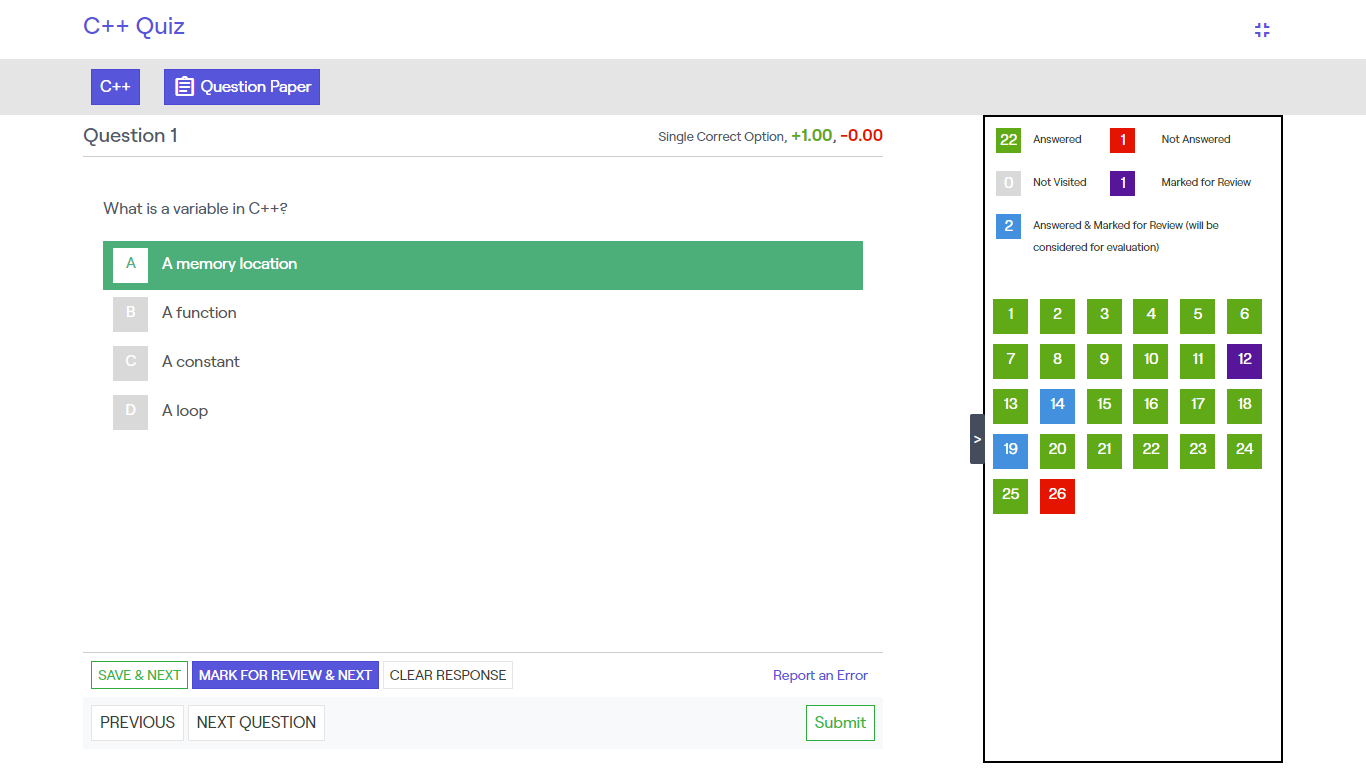 C++ Quiz
C++ Question Paper
Question 1 Single Correct Option, +1.00, -0.00
What is a variable in C++?
A A memory location
B A function
C A constant
D A loop
SAVE & NEXT MARK FOR REVIEW & NEXT CLEAR RESPONSE Report an Error
PREVIOUS NEXT QUESTION Submit
22 Answered 1 Not Answered
0 Not Visited 1 Marked for Review
2 Answered & Marked for Review (will be
considered for evaluation)
1 2 3 4 5 6
7 8 9 10 11 12
13 14 15 16 17 18
19 20 21 22 23 24
25 26
>